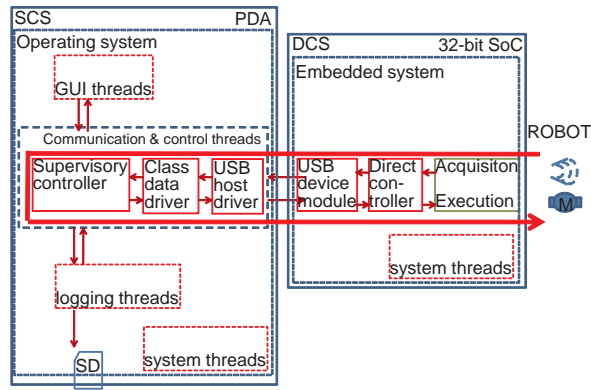 SCS PDA
Operating system
GUI threads
Communication & control threads
Supervisory
controller
Class
data
driver
USB
host
driver
logging threads
SD
system threads
DCS 32-bit SoC
Embedded system
USB
device
module
Direct
con-
troller
Acquisiton
Execution
system threads
ROBOT
M